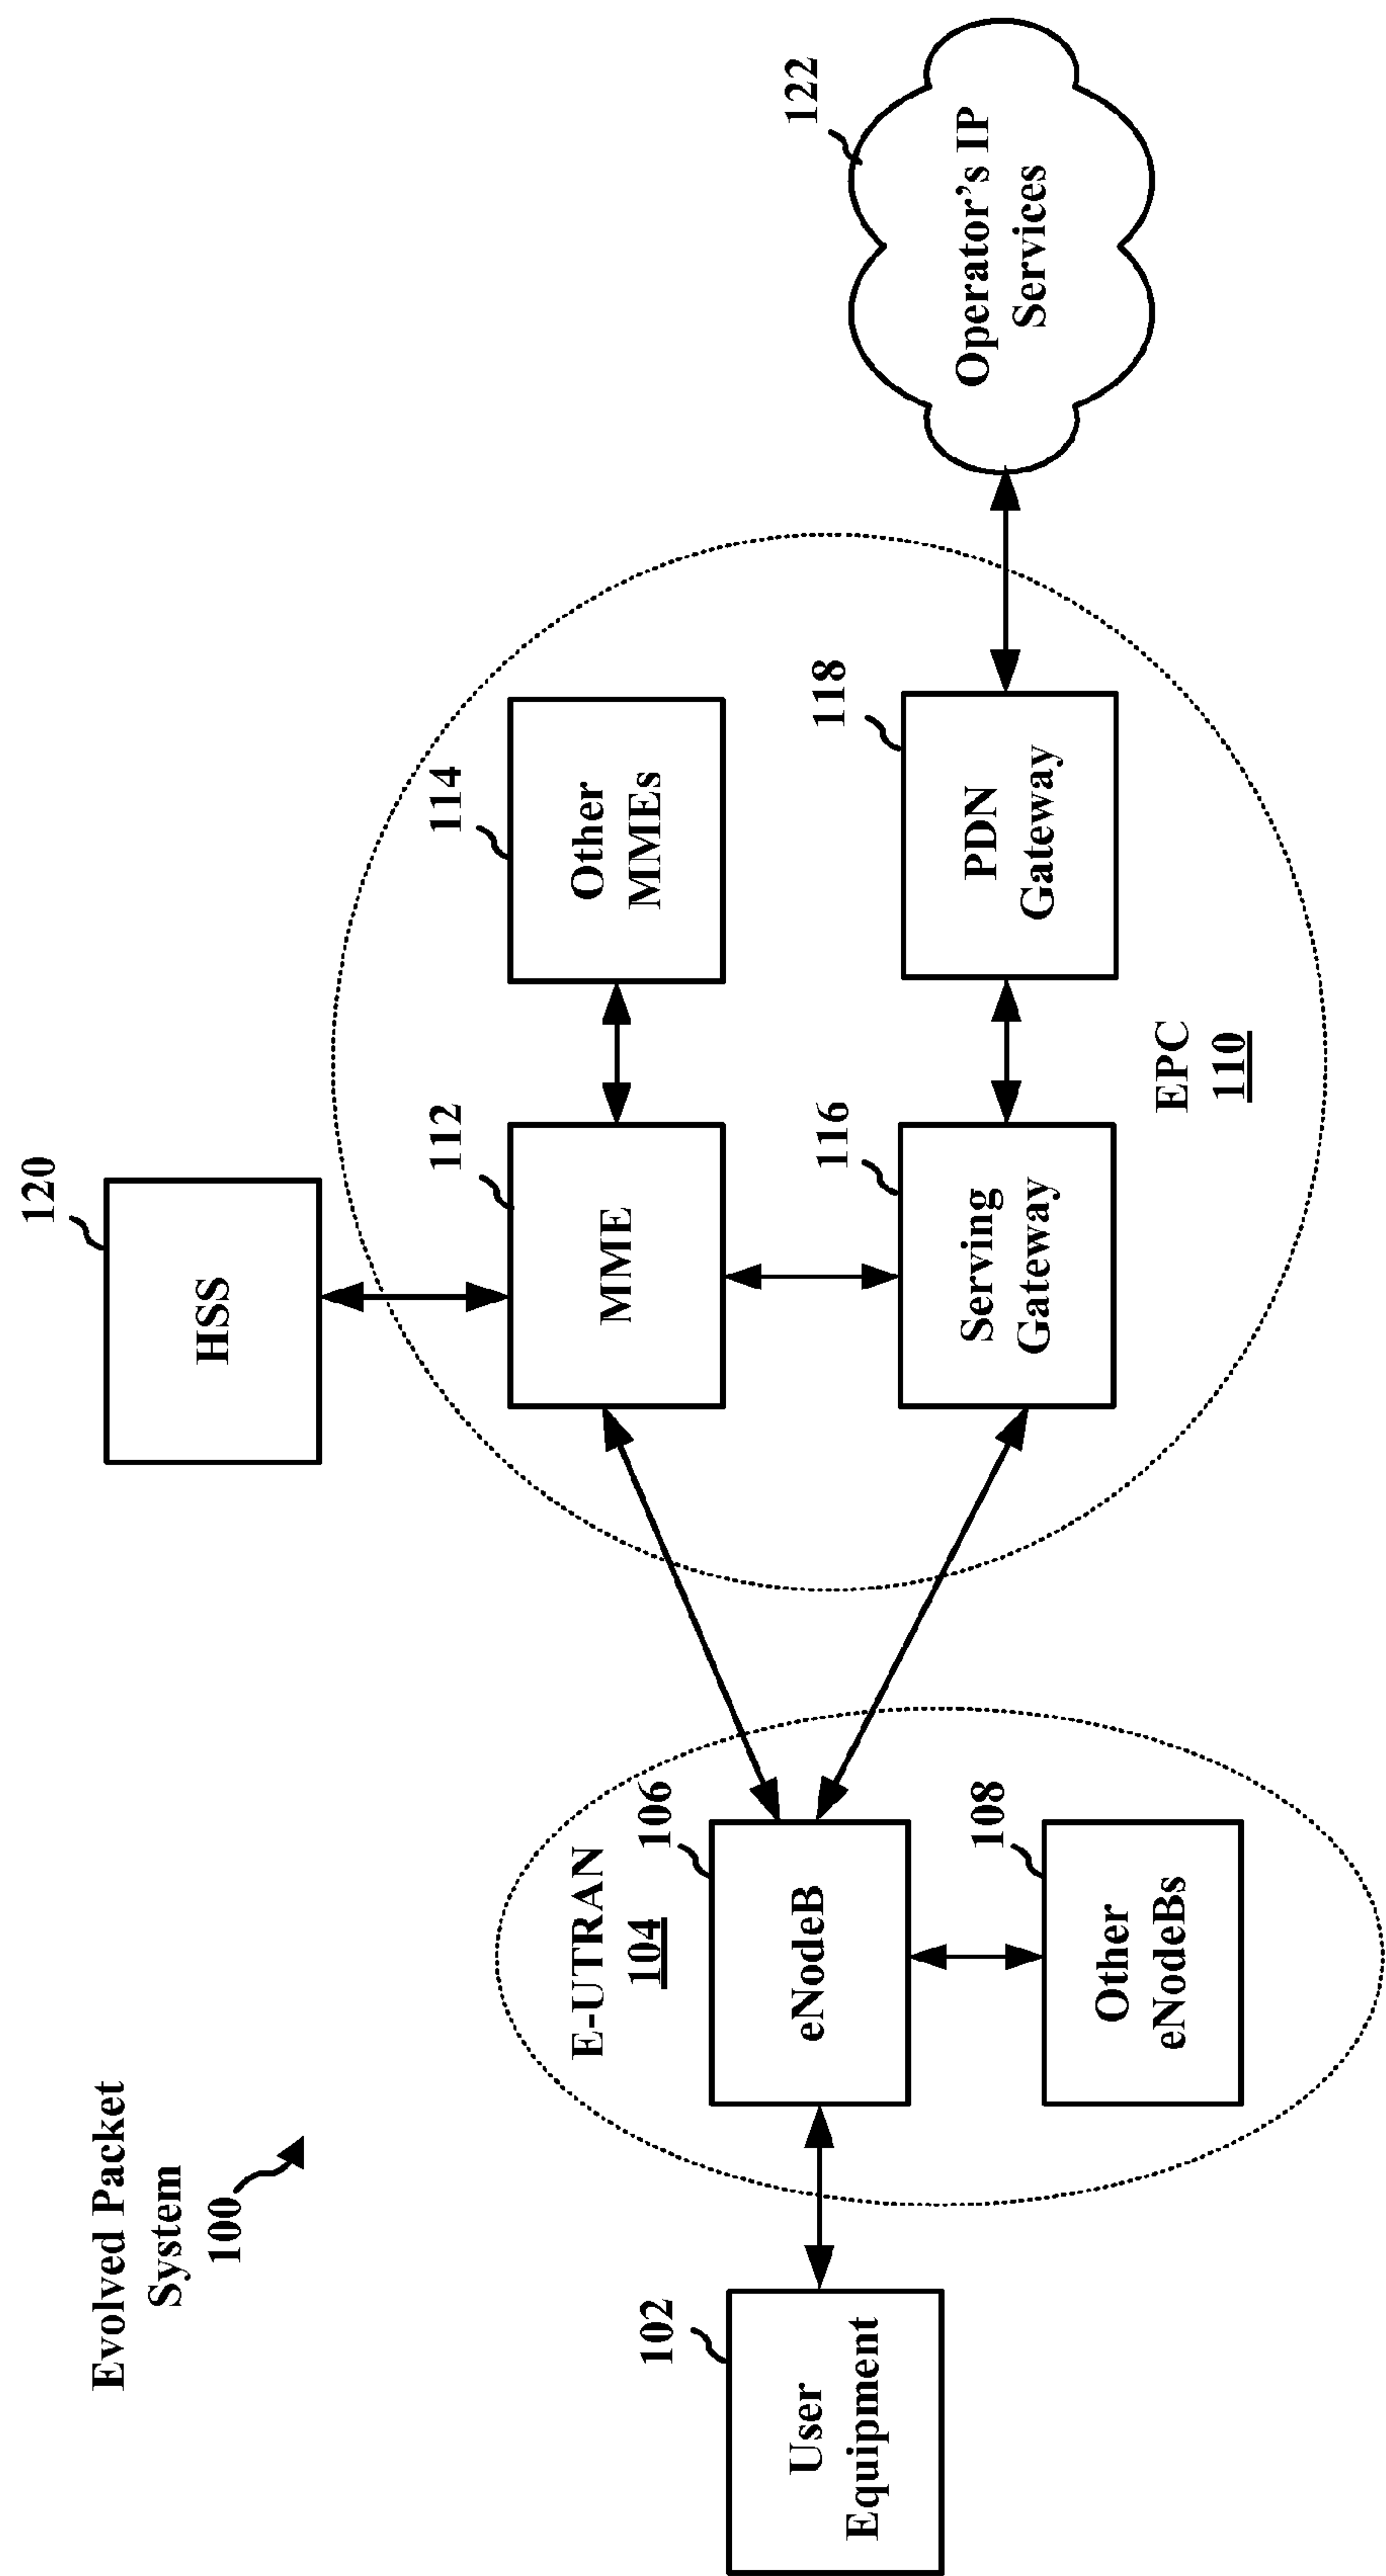 Evolved Packet
System
100
120
HSS
112
MME
114
Other
MMEs
116
Serving
Gateway
118
PDN
Gateway
EPC
110
122
Operator's IP
Services
E-UTRAN
104
106
eNodeB
108
Other
eNodeBs
102
User
Equipment